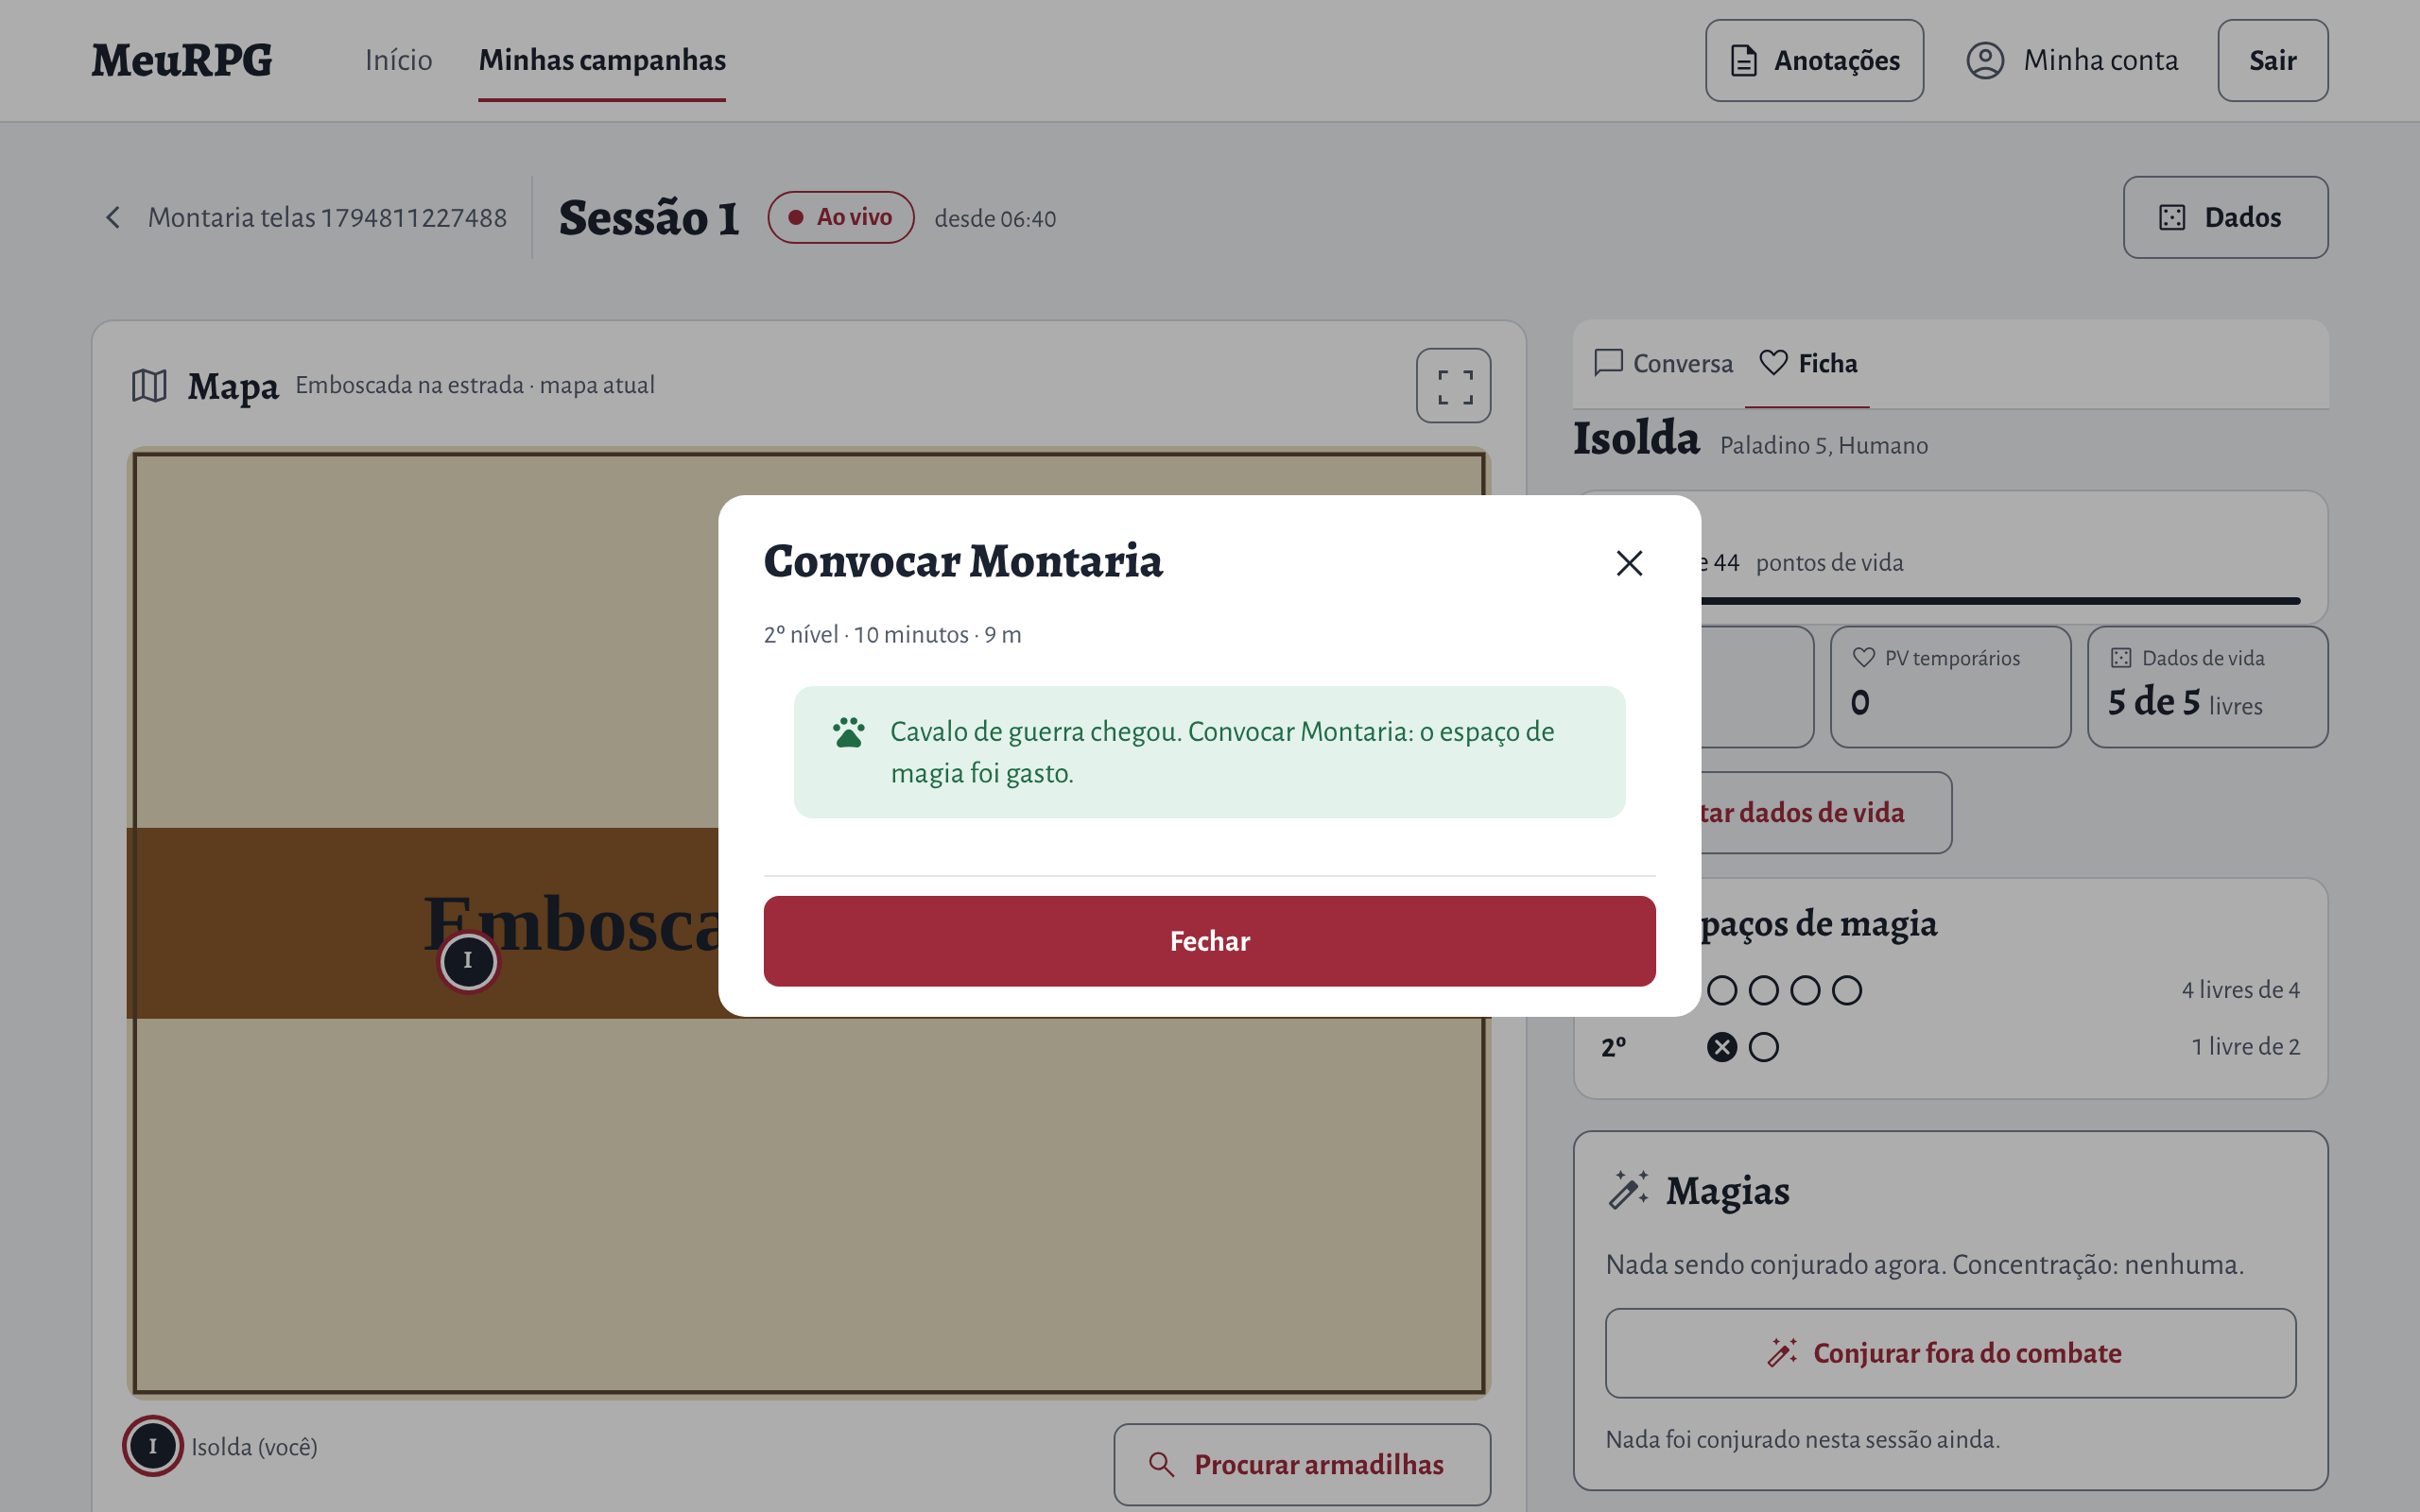 MeuRPG
Início
Minhas campanhas
Anotações
Minha conta
Sair
Montaria telas 1794811227488
Sessão 1
Ao vivo
desde 06:40
Dados
Mapa
Emboscada na estrada · mapa atual
Conversa
Ficha
Isolda
Paladino 5, Humano
e 44 pontos de vida
PV temporários
0
Dados de vida
5 de 5 livres
tar dados de vida
Convocar Montaria
2º nível · 10 minutos · 9 m
Cavalo de guerra chegou. Convocar Montaria: o espaço de
magia foi gasto.
Fechar
Embosca
I
paços de magia
4 livres de 4
2º
1 livre de 2
Magias
Nada sendo conjurado agora. Concentração: nenhuma.
Conjurar fora do combate
Nada foi conjurado nesta sessão ainda.
I
Isolda (você)
Procurar armadilhas